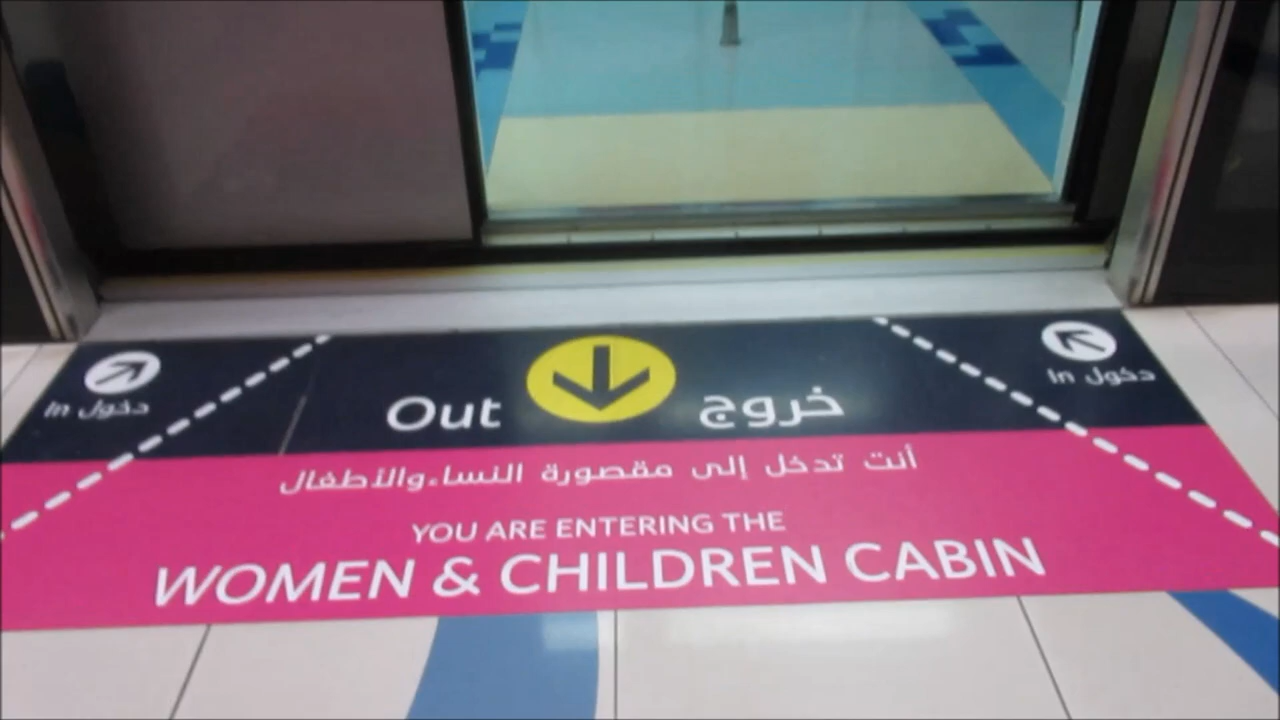 In دخول
Out خروج
دخول In
أنت تدخل إلى مقصورة النساء والأطفال
YOU ARE ENTERING THE
WOMEN & CHILDREN CABIN